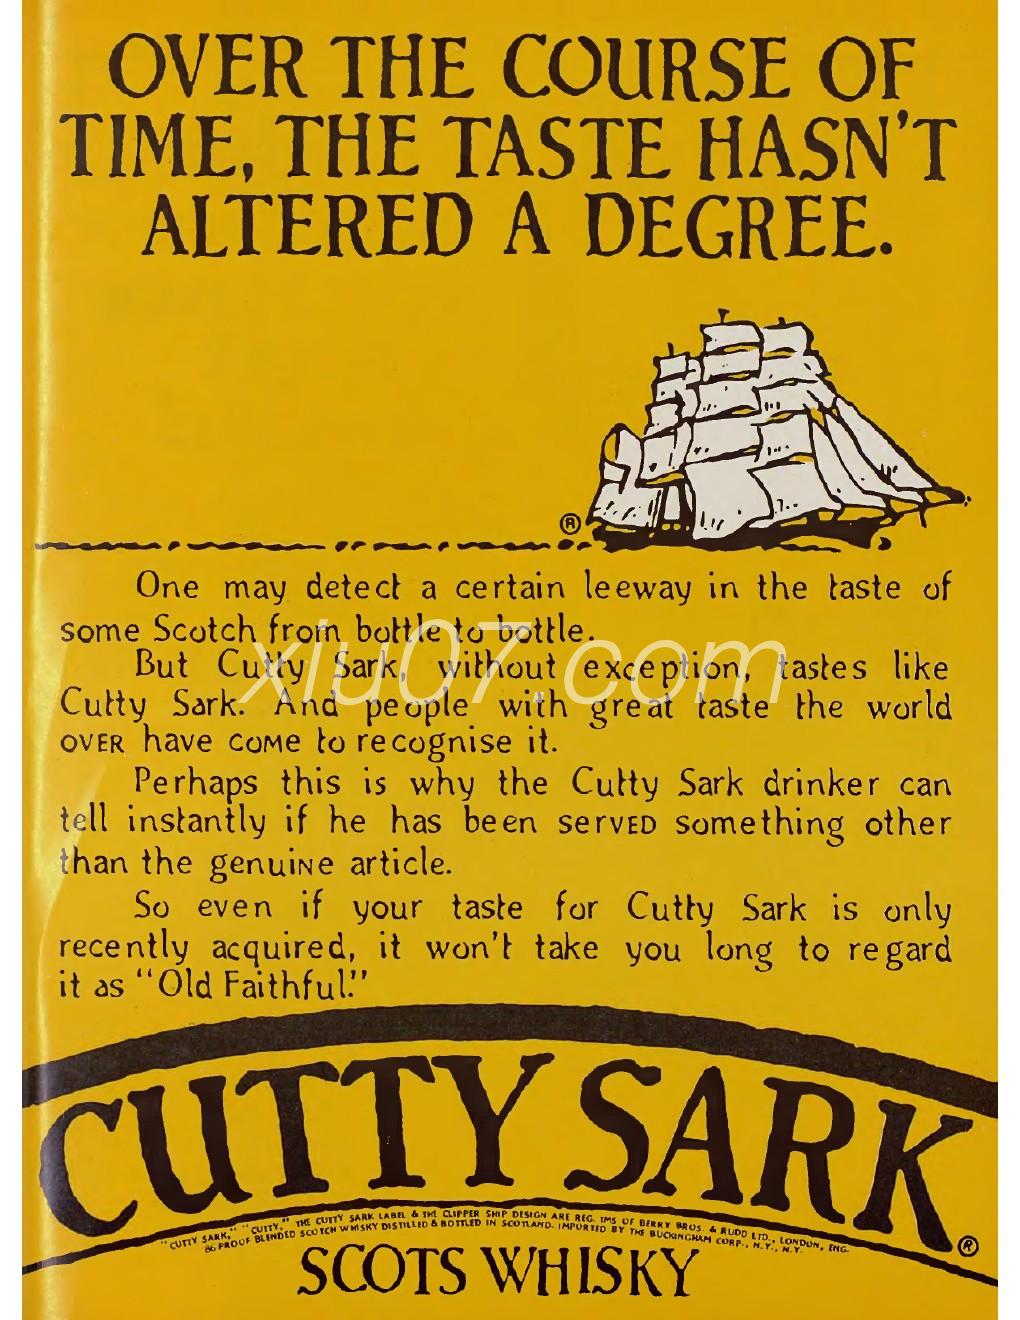 OVER THE COURSE OF
TIME, THE TASTE HASN'T
ALTERED A DEGREE.
®
One may detect a certain leeway in the taste of
some Scotch from bottle to bottle.
But Cutty Sark, without exception, tastes like
Cutty Sark. And people with great taste the world
OVER have COME to recognise it.
Perhaps this is why the Cutty Sark drinker can
tell instantly if he has been serVED something other
than the genuiNe article.
So even if your taste for Cutty Sark is only
recently acquired, it won't take you long to regard
it as "Old Faithful."
xiu07.com
CUTTY SARK®
"CUTTY SARK," "CUTTY," THE CUTTY SARK LABEL & THE CLIPPER SHIP DESIGN ARE REG. TMS OF BERRY BROS. & RUDD LTD., LONDON, ENG.
86 PROOF BLENDED SCOTCH WHISKY DISTILLED & BOTTLED IN SCOTLAND. IMPORTED BY THE BUCKINGHAM CORP., N.Y., N.Y.
SCOTS WHISKY